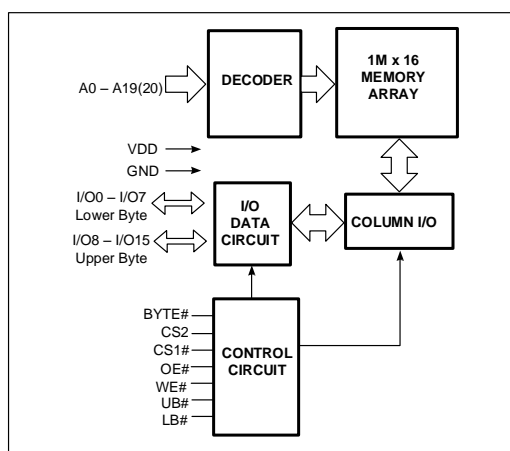 A0 – A19(20)
DECODER
1M x 16
MEMORY
ARRAY
VDD
GND
I/O0 – I/O7
Lower Byte
I/O8 – I/O15
Upper Byte
I/O
DATA
CIRCUIT
COLUMN I/O
BYTE#
CS2
CS1#
OE#
WE#
UB#
LB#
CONTROL
CIRCUIT